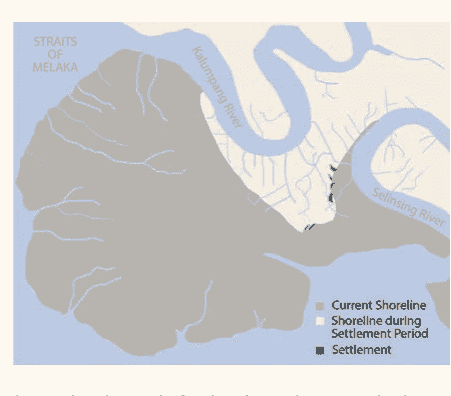 STRAITS
OF
MELAKA
Kalumpang River
Selinsing River
Current Shoreline
Shoreline during
Settlement Period
Settlement